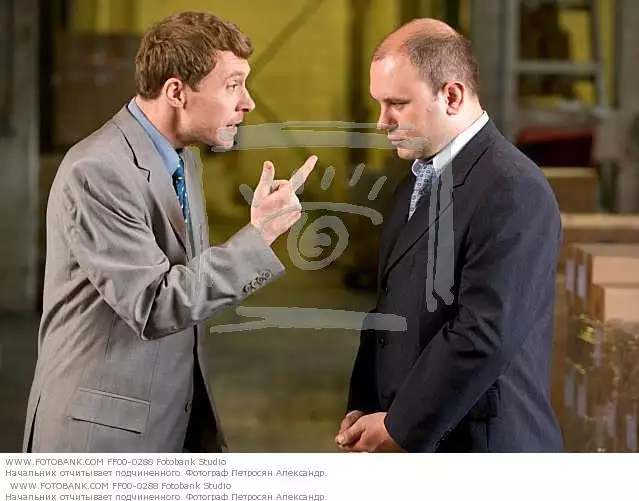 WWW.FOTOBANK.COM FF00-0288 Fotobank Studio
Начальник отчитывает подчиненного. Фотограф Петросян Александр.
WWW.FOTOBANK.COM FF00-0288 Fotobank Studio
Начальник отчитывает подчиненного. Фотограф Петросян Александр.